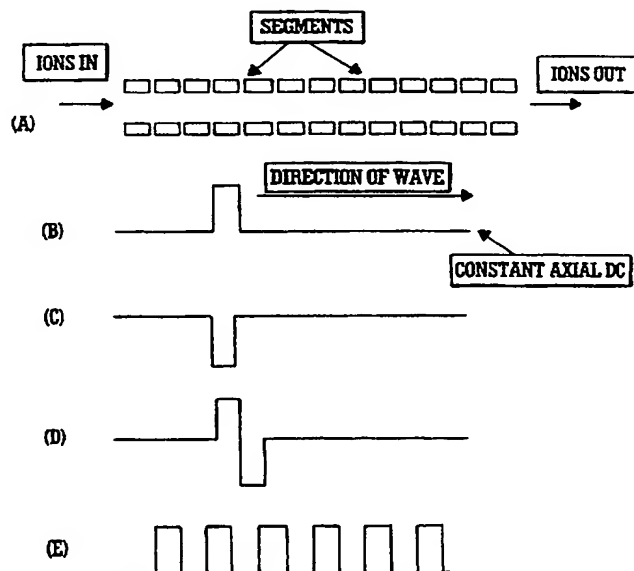 SEGMENTS
IONS IN
IONS OUT
(A)
DIRECTION OF WAVE
(B)
CONSTANT AXIAL DC
(C)
(D)
(E)